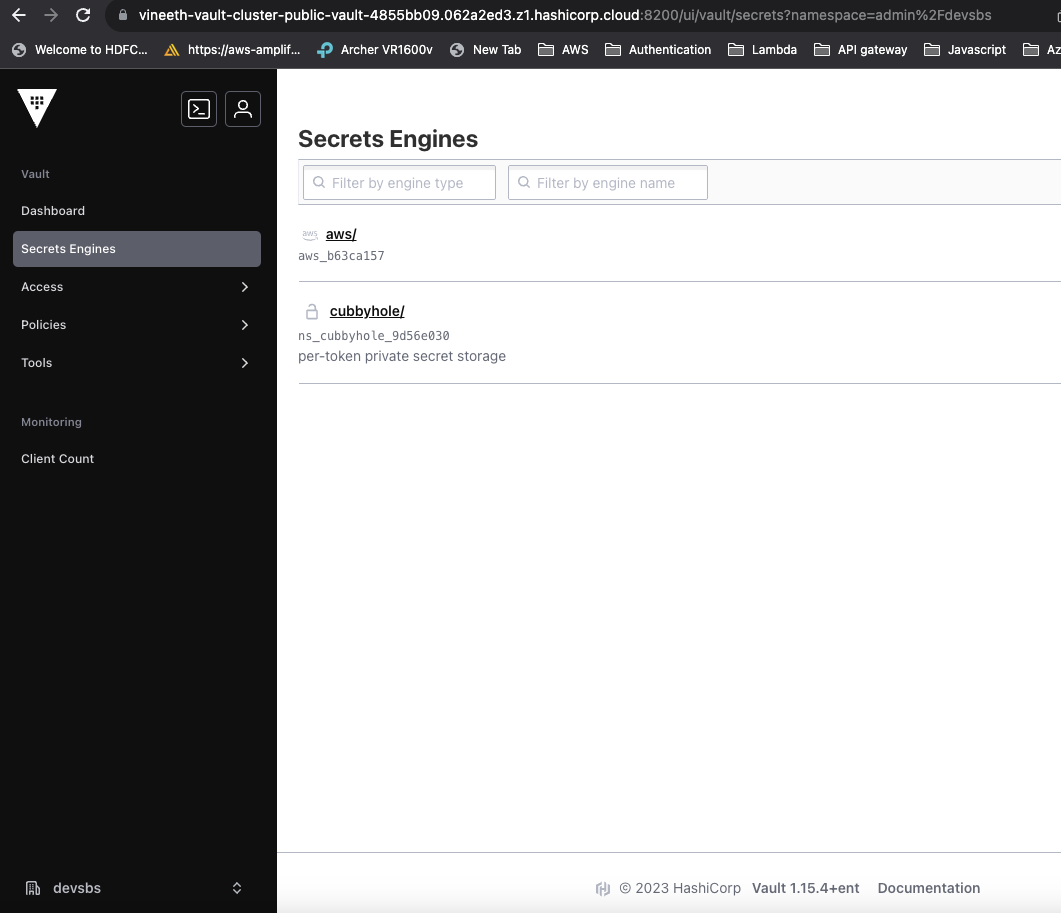 vineeth-vault-cluster-public-vault-4855bb09.062a2ed3.z1.hashicorp.cloud:8200/ui/vault/secrets?namespace=admin%2Fdevsbs
Welcome to HDFC... https://aws-amplif... Archer VR1600v New Tab AWS Authentication Lambda API gateway Javascript Az
Vault
Dashboard
Secrets Engines
Access
Policies
Tools
Monitoring
Client Count
devsbs
Secrets Engines
Filter by engine type Filter by engine name
aws aws/
aws_b63ca157
cubbyhole/
ns_cubbyhole_9d56e030
per-token private secret storage
© 2023 HashiCorp Vault 1.15.4+ent Documentation